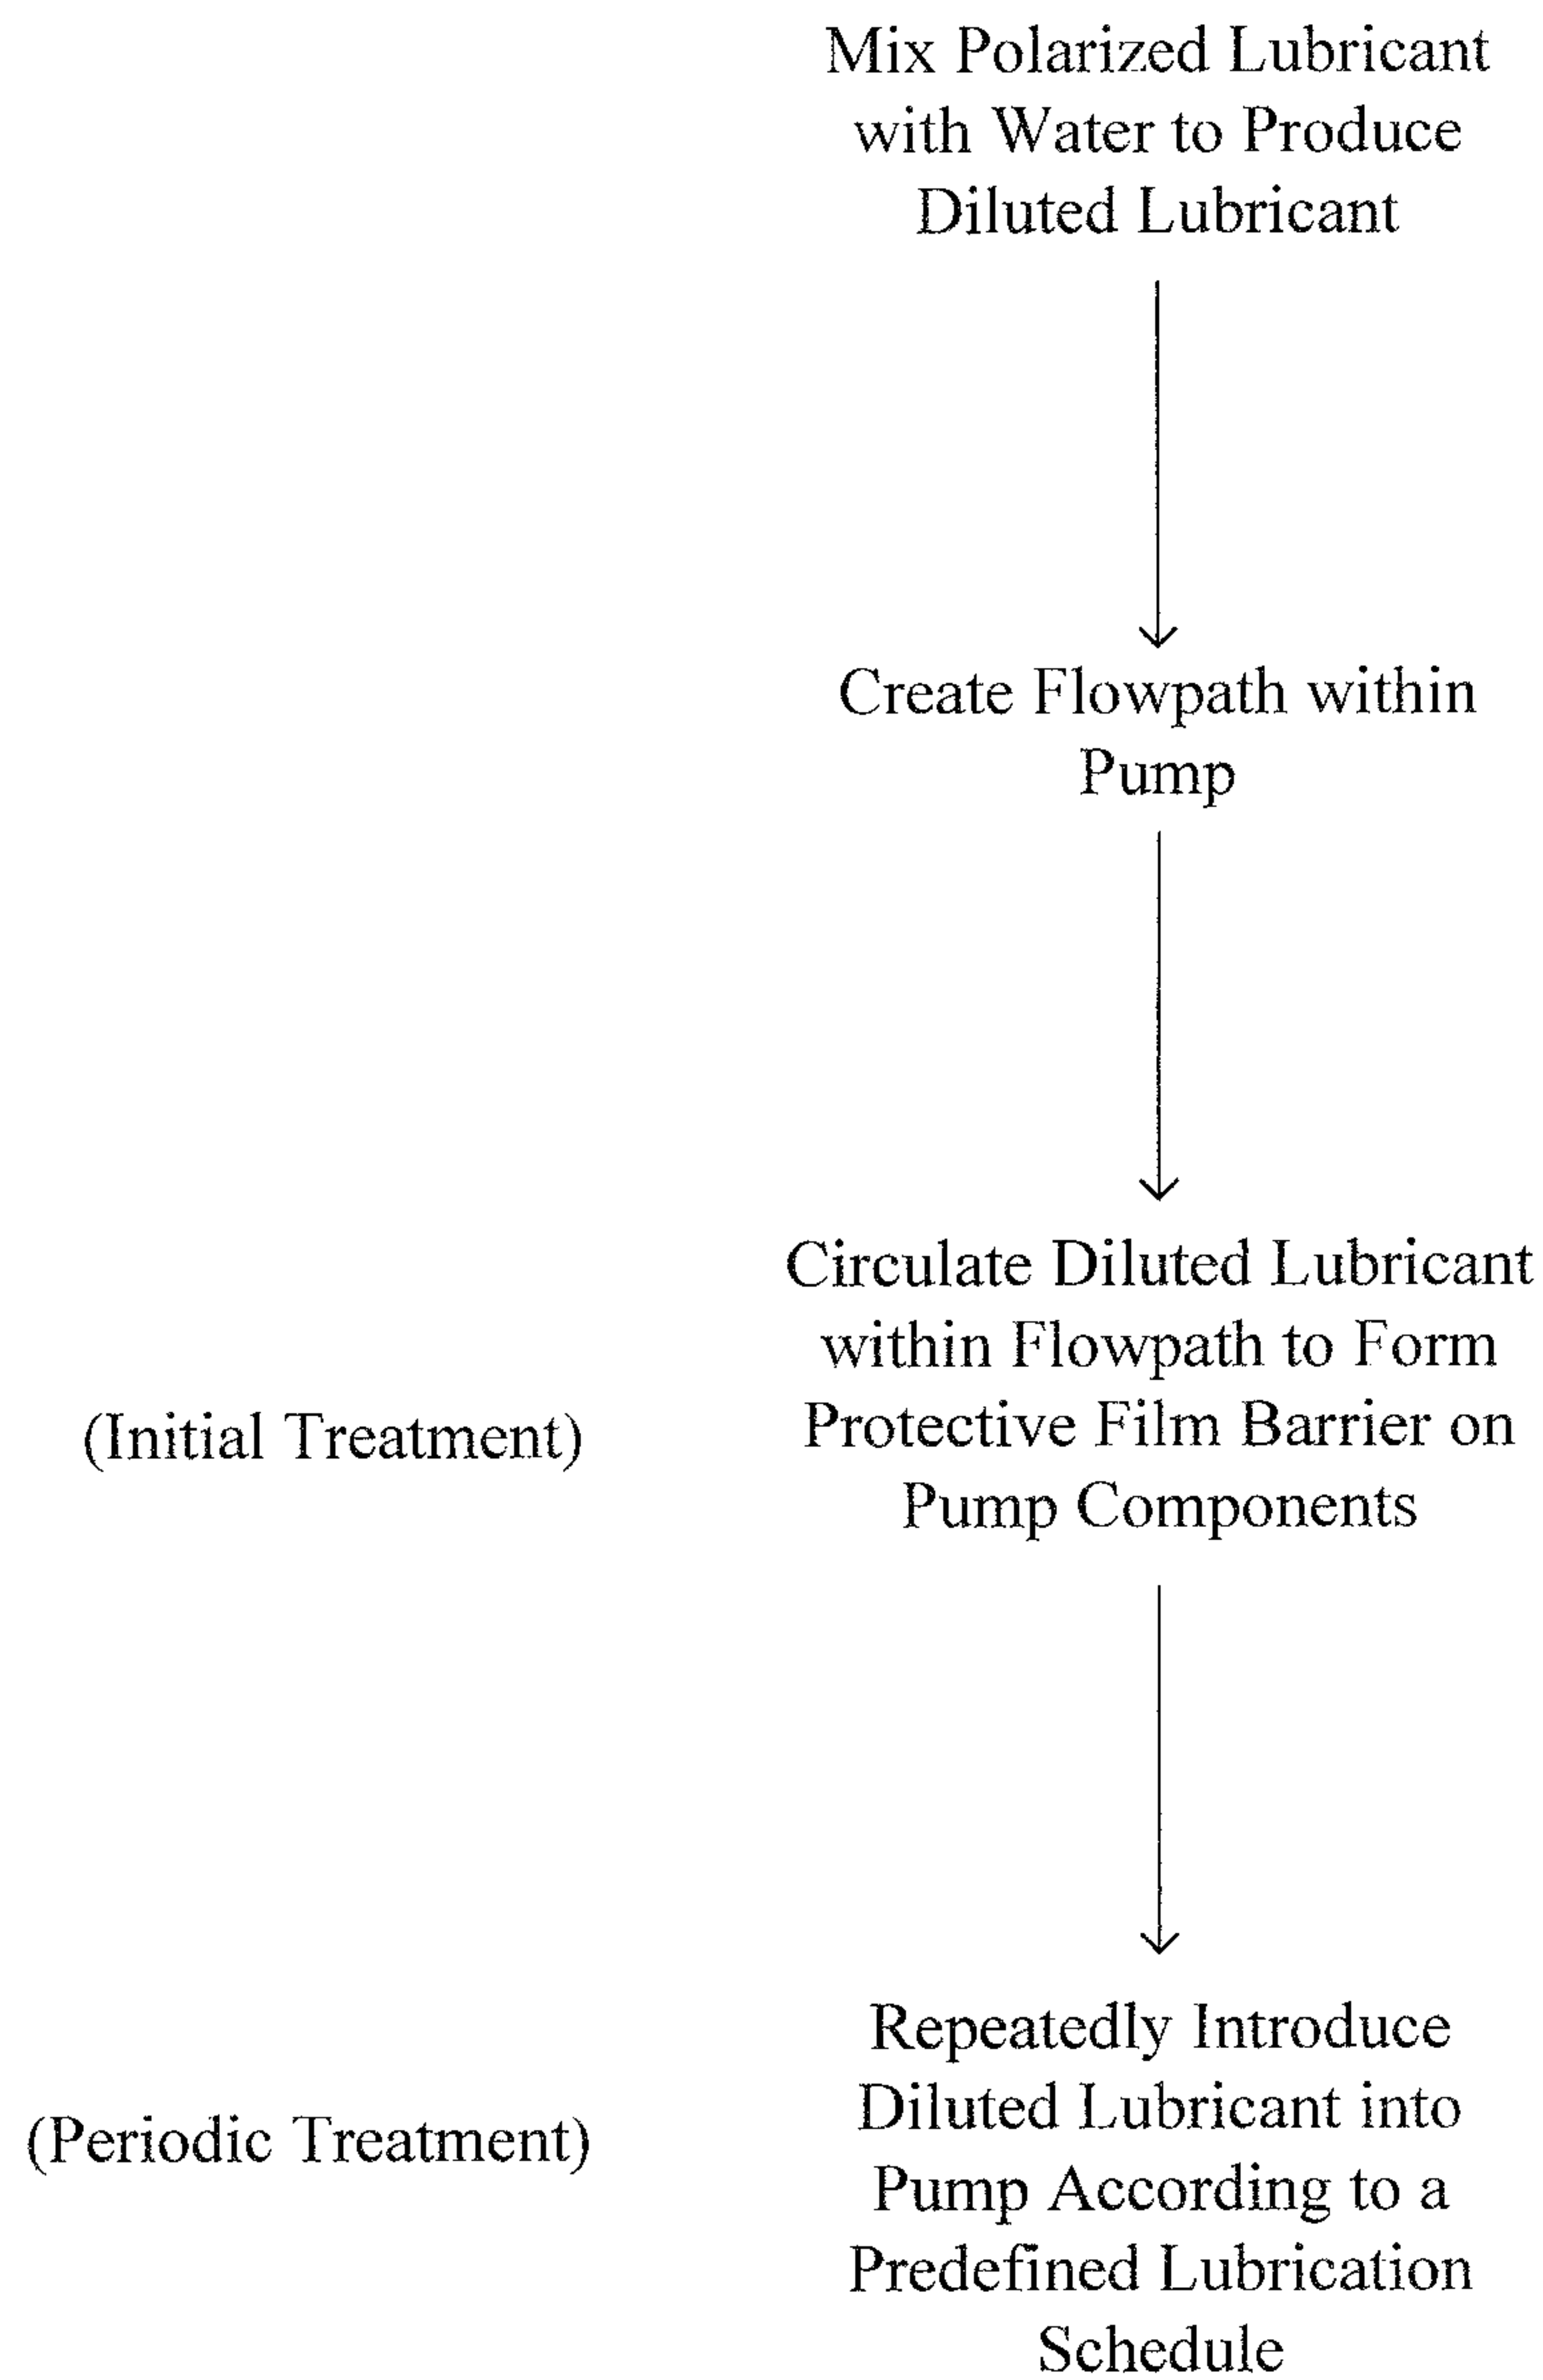 Mix Polarized Lubricant
with Water to Produce
Diluted Lubricant
Create Flowpath within
Pump
Circulate Diluted Lubricant
within Flowpath to Form
Protective Film Barrier on
Pump Components
(Initial Treatment)
Repeatedly Introduce
Diluted Lubricant into
Pump According to a
Predefined Lubrication
Schedule
(Periodic Treatment)